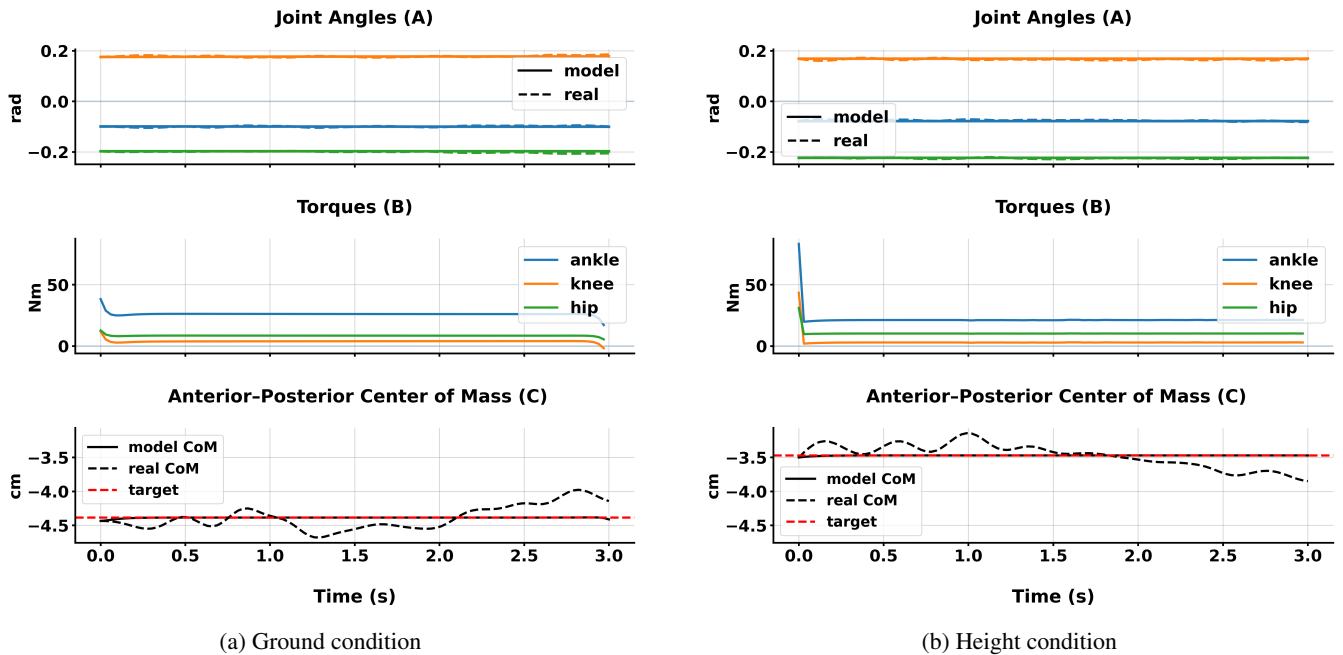 Joint Angles (A)
0.2
0.0
−0.2
rad
model
real
Torques (B)
50
0
Nm
ankle
knee
hip
Anterior–Posterior Center of Mass (C)
−3.5
−4.0
−4.5
cm
model CoM
real CoM
target
0.0 0.5 1.0 1.5 2.0 2.5 3.0
Time (s)
(a) Ground condition
Joint Angles (A)
0.2
0.0
−0.2
rad
model
real
Torques (B)
50
0
Nm
ankle
knee
hip
Anterior–Posterior Center of Mass (C)
−3.5
−4.0
−4.5
cm
model CoM
real CoM
target
0.0 0.5 1.0 1.5 2.0 2.5 3.0
Time (s)
(b) Height condition